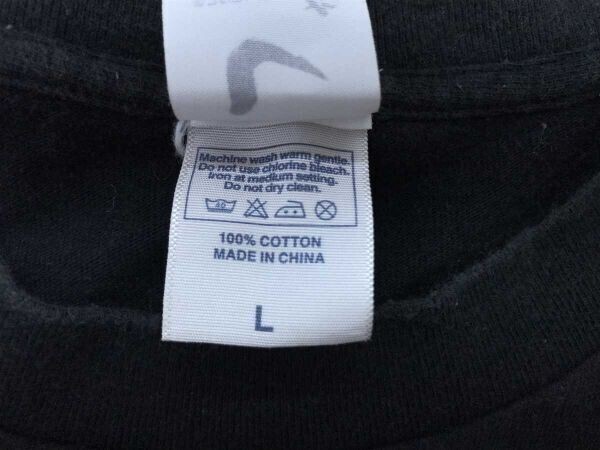 Machine wash warm gentle.
Do not use chlorine bleach.
Iron at medium setting.
Do not dry clean.
40
100% COTTON
MADE IN CHINA
L